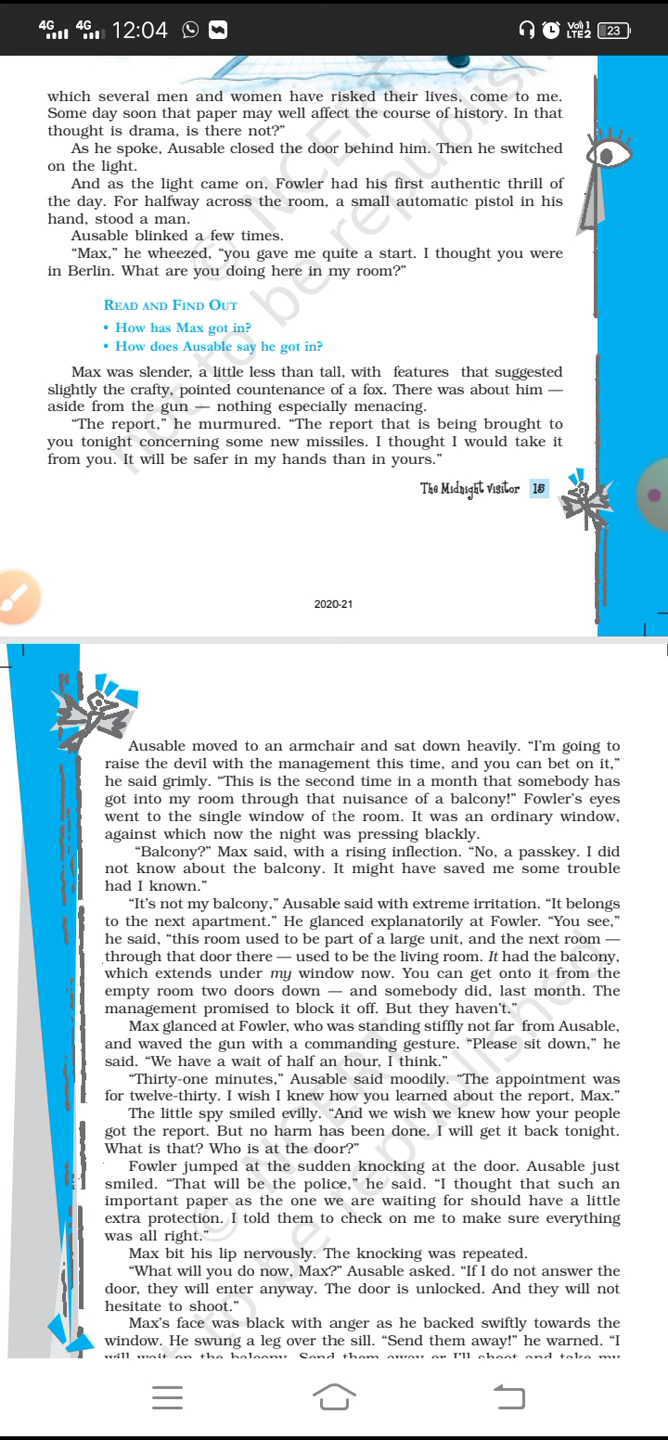 4G 4G 12:04 Vo)) 1 LTE2 23
which several men and women have risked their lives, come to me.
Some day soon that paper may well affect the course of history. In that
thought is drama, is there not?”
As he spoke, Ausable closed the door behind him. Then he switched
on the light.
And as the light came on, Fowler had his first authentic thrill of
the day. For halfway across the room, a small automatic pistol in his
hand, stood a man.
Ausable blinked a few times.
“Max,” he wheezed, “you gave me quite a start. I thought you were
in Berlin. What are you doing here in my room?”
READ AND FIND OUT
• How has Max got in?
• How does Ausable say he got in?
Max was slender, a little less than tall, with features that suggested
slightly the crafty, pointed countenance of a fox. There was about him —
aside from the gun — nothing especially menacing.
“The report,” he murmured. “The report that is being brought to
you tonight concerning some new missiles. I thought I would take it
from you. It will be safer in my hands than in yours.”
The Midnight Visitor 15
© NCERT
not to be republished
2020-21
Ausable moved to an armchair and sat down heavily. “I’m going to
raise the devil with the management this time, and you can bet on it,”
he said grimly. “This is the second time in a month that somebody has
got into my room through that nuisance of a balcony!” Fowler’s eyes
went to the single window of the room. It was an ordinary window,
against which now the night was pressing blackly.
“Balcony?” Max said, with a rising inflection. “No, a passkey. I did
not know about the balcony. It might have saved me some trouble
had I known.”
“It’s not my balcony,” Ausable said with extreme irritation. “It belongs
to the next apartment.” He glanced explanatorily at Fowler. “You see,”
he said, “this room used to be part of a large unit, and the next room —
through that door there — used to be the living room. It had the balcony,
which extends under my window now. You can get onto it from the
empty room two doors down — and somebody did, last month. The
management promised to block it off. But they haven’t.”
Max glanced at Fowler, who was standing stiffly not far from Ausable,
and waved the gun with a commanding gesture. “Please sit down,” he
said. “We have a wait of half an hour, I think.”
“Thirty-one minutes,” Ausable said moodily. “The appointment was
for twelve-thirty. I wish I knew how you learned about the report, Max.”
The little spy smiled evilly. “And we wish we knew how your people
got the report. But no harm has been done. I will get it back tonight.
What is that? Who is at the door?”
Fowler jumped at the sudden knocking at the door. Ausable just
smiled. “That will be the police,” he said. “I thought that such an
important paper as the one we are waiting for should have a little
extra protection. I told them to check on me to make sure everything
was all right.”
Max bit his lip nervously. The knocking was repeated.
“What will you do now, Max?” Ausable asked. “If I do not answer the
door, they will enter anyway. The door is unlocked. And they will not
hesitate to shoot.”
Max’s face was black with anger as he backed swiftly towards the
window. He swung a leg over the sill. “Send them away!” he warned. “I
will wait on the balcony. Send them away or I’ll shoot and take my
© NCERT
not to be republished